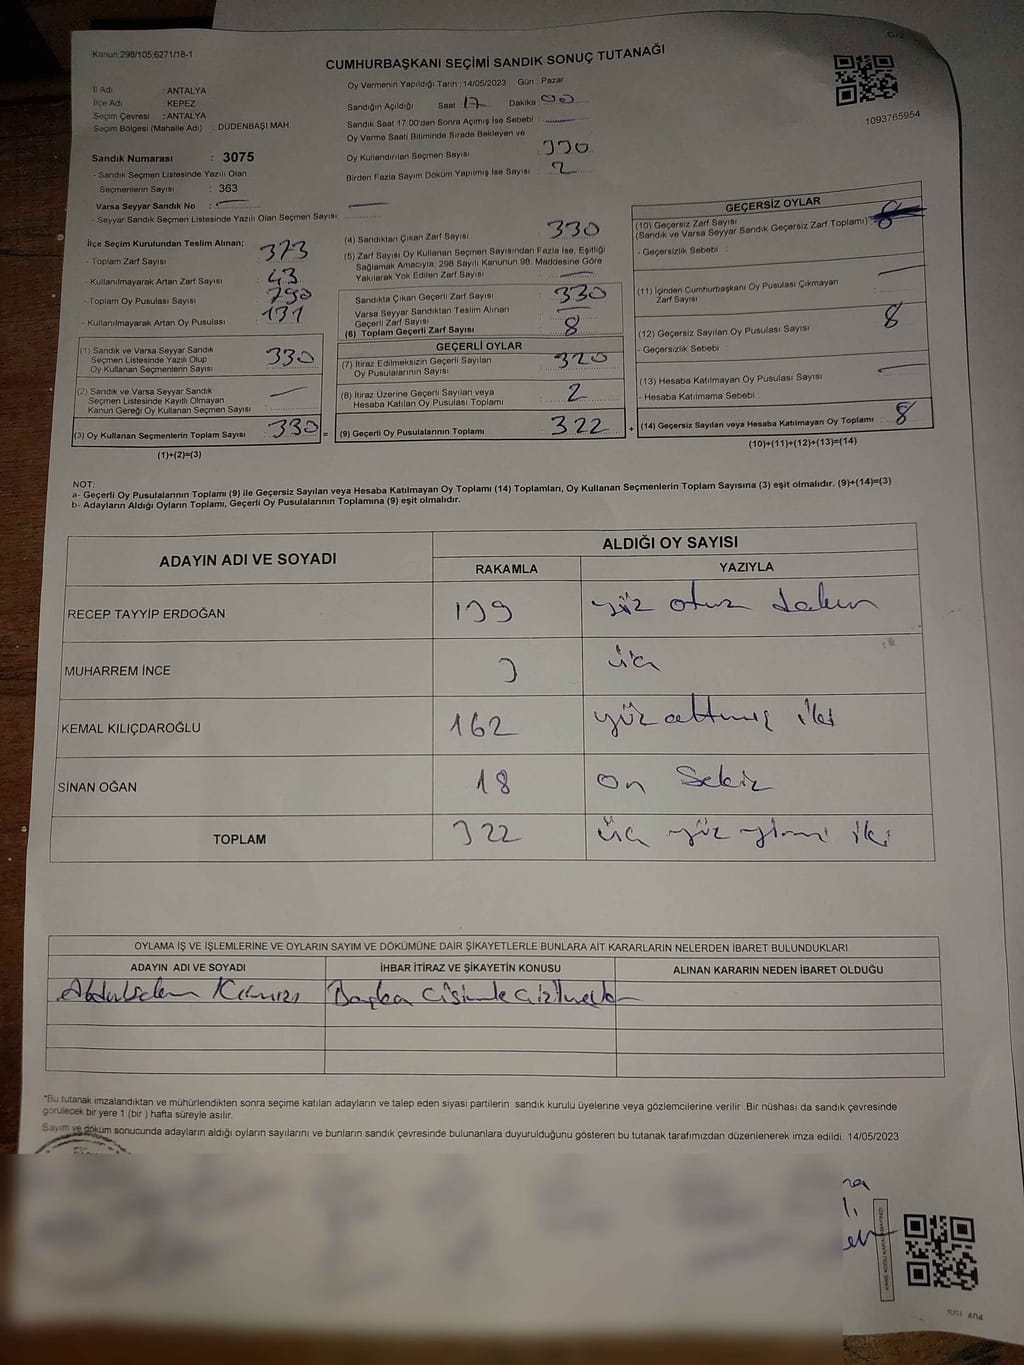 Kanun 298/105;6271/18-1
G/2
CUMHURBAŞKANI SEÇİMİ SANDIK SONUÇ TUTANAĞI
1093765954
İl Adı : ANTALYA
İlçe Adı : KEPEZ
Seçim Çevresi : ANTALYA
Seçim Bölgesi (Mahalle Adı) : DÜDENBAŞI MAH.
Sandık Numarası : 3075
- Sandık Seçmen Listesinde Yazılı Olan
Seçmenlerin Sayısı : 363
Varsa Seyyar Sandık No :
- Seyyar Sandık Seçmen Listesinde Yazılı Olan Seçmen Sayısı:
Oy Vermenin Yapıldığı Tarih :14/05/2023 Gün : Pazar
Sandığın Açıldığı Saat 17 Dakika 00
Sandık Saat 17:00'den Sonra Açımış İse Sebebi :
Oy Verme Saati Bitiminde Sırada Bekleyen ve
Oy Kullandırılan Seçmen Sayısı : 330
Birden Fazla Sayım Döküm Yapılmış İse Sayısı : 2
İlçe Seçim Kurulundan Teslim Alınan;
- Toplam Zarf Sayısı : 373
- Kullanılmayarak Artan Zarf Sayısı : 43
- Toplam Oy Pusulası Sayısı : 790
- Kullanılmayarak Artan Oy Pusulası : 131
(1) Sandık ve Varsa Seyyar Sandık
Seçmen Listesinde Yazılı Olup
Oy Kullanan Seçmenlerin Sayısı : 330
(2) Sandık ve Varsa Seyyar Sandık
Seçmen Listesinde Kayıtlı Olmayan
Kanun Gereği Oy Kullanan Seçmen Sayısı :
(3) Oy Kullanan Seçmenlerin Toplam Sayısı : 330 =
(1)+(2)=(3)
(4) Sandıktan Çıkan Zarf Sayısı : 330
(5) Zarf Sayısı Oy Kullanan Seçmen Sayısından Fazla İse, Eşitliği
Sağlamak Amacıyla; 298 Sayılı Kanunun 98. Maddesine Göre
Yakılarak Yok Edilen Zarf Sayısı :
Sandıkta Çıkan Geçerli Zarf Sayısı : 330
Varsa Seyyar Sandıktan Teslim Alınan
Geçerli Zarf Sayısı :
(6) Toplam Geçerli Zarf Sayısı : 8
GEÇERLİ OYLAR
(7) İtiraz Edilmeksizin Geçerli Sayılan
Oy Pusulalarının Sayısı : 320
(8) İtiraz Üzerine Geçerli Sayılan veya
Hesaba Katılan Oy Pusulası Toplamı : 2
(9) Geçerli Oy Pusulalarının Toplamı : 322 +
GEÇERSİZ OYLAR
(10) Geçersiz Zarf Sayısı
(Sandık ve Varsa Seyyar Sandık Geçersiz Zarf Toplamı) : 8
- Geçersizlik Sebebi :
(11) İçinden Cumhurbaşkanı Oy Pusulası Çıkmayan
Zarf Sayısı :
(12) Geçersiz Sayılan Oy Pusulası Sayısı : 8
- Geçersizlik Sebebi :
(13) Hesaba Katılmayan Oy Pusulası Sayısı :
- Hesaba Katılmama Sebebi :
(14) Geçersiz Sayılan veya Hesaba Katılmayan Oy Toplamı : 8
(10)+(11)+(12)+(13)=(14)
NOT:
a- Geçerli Oy Pusulalarının Toplamı (9) ile Geçersiz Sayılan veya Hesaba Katılmayan Oy Toplamı (14) Toplamları, Oy Kullanan Seçmenlerin Toplam Sayısına (3) eşit olmalıdır. (9)+(14)=(3)
b- Adayların Aldığı Oyların Toplamı, Geçerli Oy Pusulalarının Toplamına (9) eşit olmalıdır.
ADAYIN ADI VE SOYADI
ALDIĞI OY SAYISI
RAKAMLA YAZIYLA
RECEP TAYYİP ERDOĞAN 139 yüz otuz dokuz
MUHARREM İNCE 3 üç
KEMAL KILIÇDAROĞLU 162 yüz altmış iki
SİNAN OĞAN 18 on Sekiz
TOPLAM 322 üç yüz yirmi iki
OYLAMA İŞ VE İŞLEMLERİNE VE OYLARIN SAYIM VE DÖKÜMÜNE DAİR ŞİKAYETLERLE BUNLARA AİT KARARLARIN NELERDEN İBARET BULUNDUKLARI
ADAYIN ADI VE SOYADI İHBAR İTİRAZ VE ŞİKAYETİN KONUSU ALINAN KARARIN NEDEN İBARET OLDUĞU
Kırmızı Başka Cisimle
*Bu tutanak imzalandıktan ve mühürlendikten sonra seçime katılan adayların ve talep eden siyasi partilerin sandık kurulu üyelerine veya gözlemcilerine verilir. Bir nüshası da sandık çevresinde
görülecek bir yere 1 (bir ) hafta süreyle asılır.
Sayım ve döküm sonucunda adayların aldığı oyların sayılarını ve bunların sandık çevresinde bulunanlara duyurulduğunu gösteren bu tutanak tarafımızdan düzenlenerek imza edildi. 14/05/2023